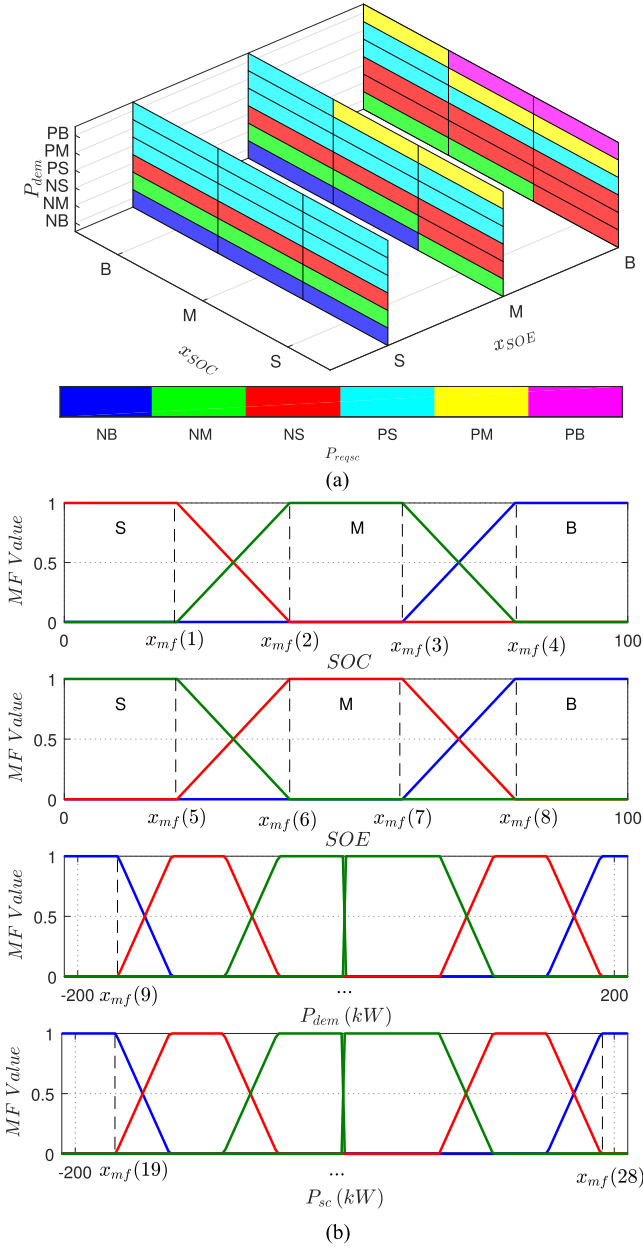 PB
PM
PS
NS
NM
NB
P_dem
B
M
S
x_SOC
S
M
B
x_SOE
NB NM NS PS PM PB
P_reqsc
(a)
MF Value
1
0.5
0
S M B
0 x_mf(1) x_mf(2) x_mf(3) x_mf(4) 100
SOC
MF Value
1
0.5
0
S M B
0 x_mf(5) x_mf(6) x_mf(7) x_mf(8) 100
SOE
MF Value
1
0.5
0
-200 x_mf(9) ... 200
P_dem (kW)
MF Value
1
0.5
0
-200 x_mf(19) ... x_mf(28)
P_sc (kW)
(b)